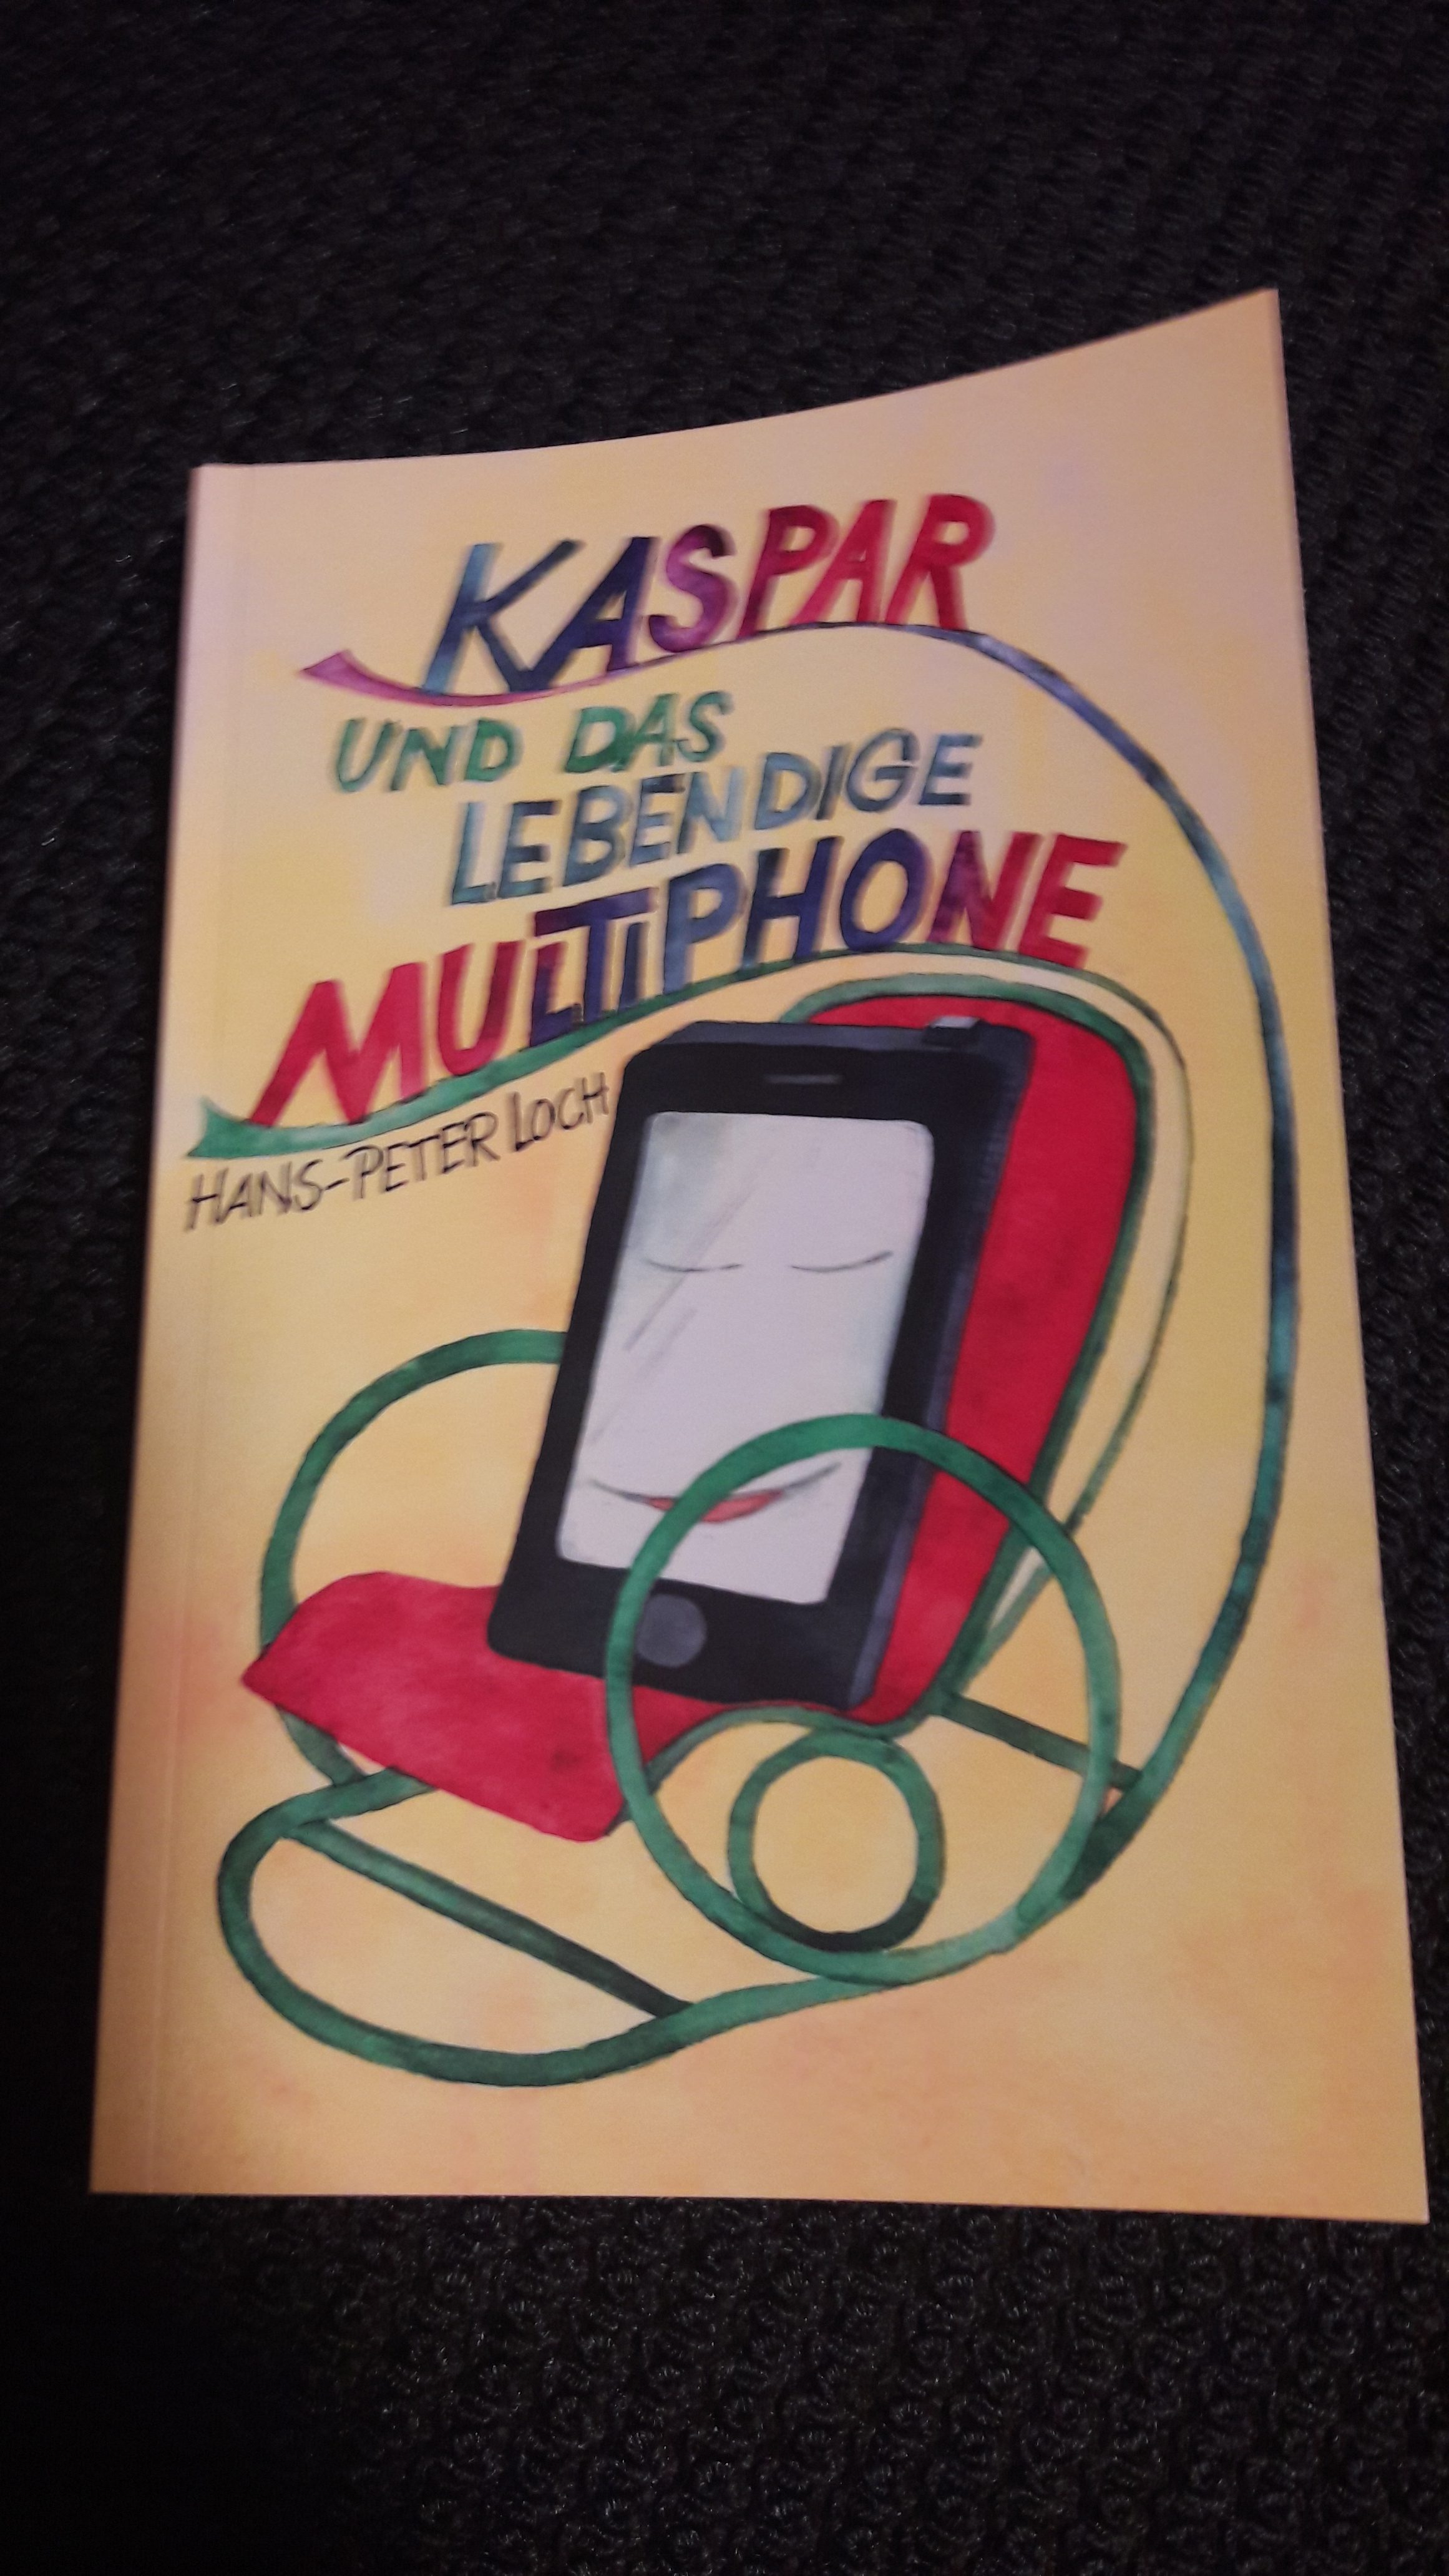 KASPAR
UND DAS
LEBENDIGE
MULTIPHONE
HANS-PETER LOCH